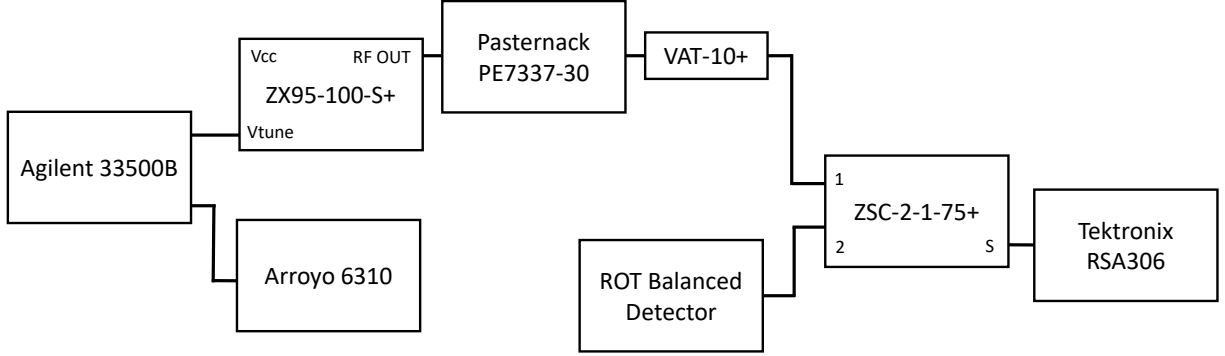 Agilent 33500B
Vcc
RF OUT
ZX95-100-S+
Vtune
Arroyo 6310
Pasternack
PE7337-30
VAT-10+
ROT Balanced
Detector
1
ZSC-2-1-75+
2
S
Tektronix
RSA306